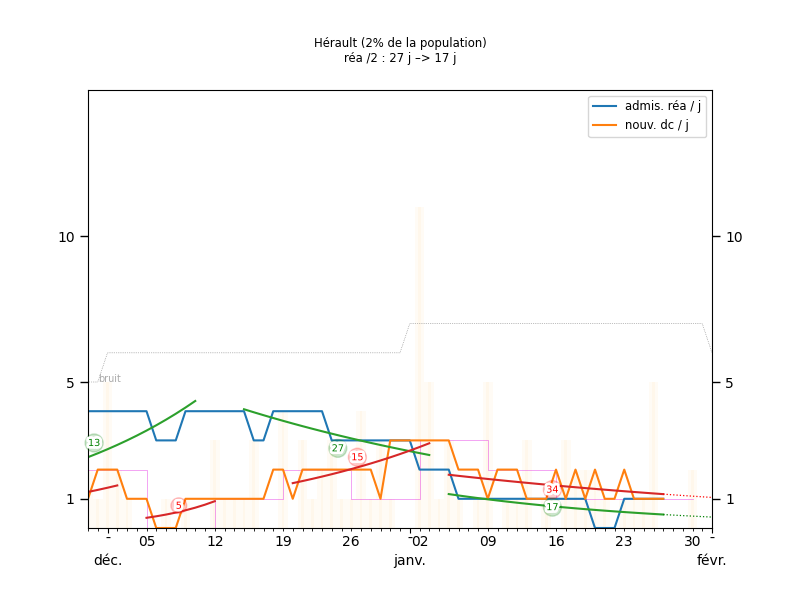 Hérault (2% de la population)
réa /2 : 27 j –> 17 j
admis. réa / j
nouv. dc / j
10 10
bruit
5 5
13
27
15
34
5
17
1 1
- 05 12 19 26 - 02 09 16 23 30 -
déc. janv. févr.